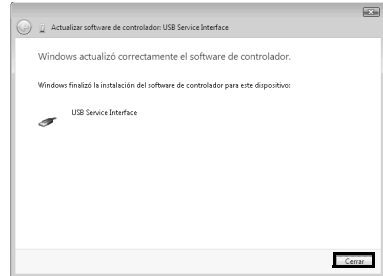 Actualizar software de controlador: USB Service Interface
Windows actualizó correctamente el software de controlador.
Windows finalizó la instalación del software de controlador para este dispositivo:
USB Service Interface
Cerrar